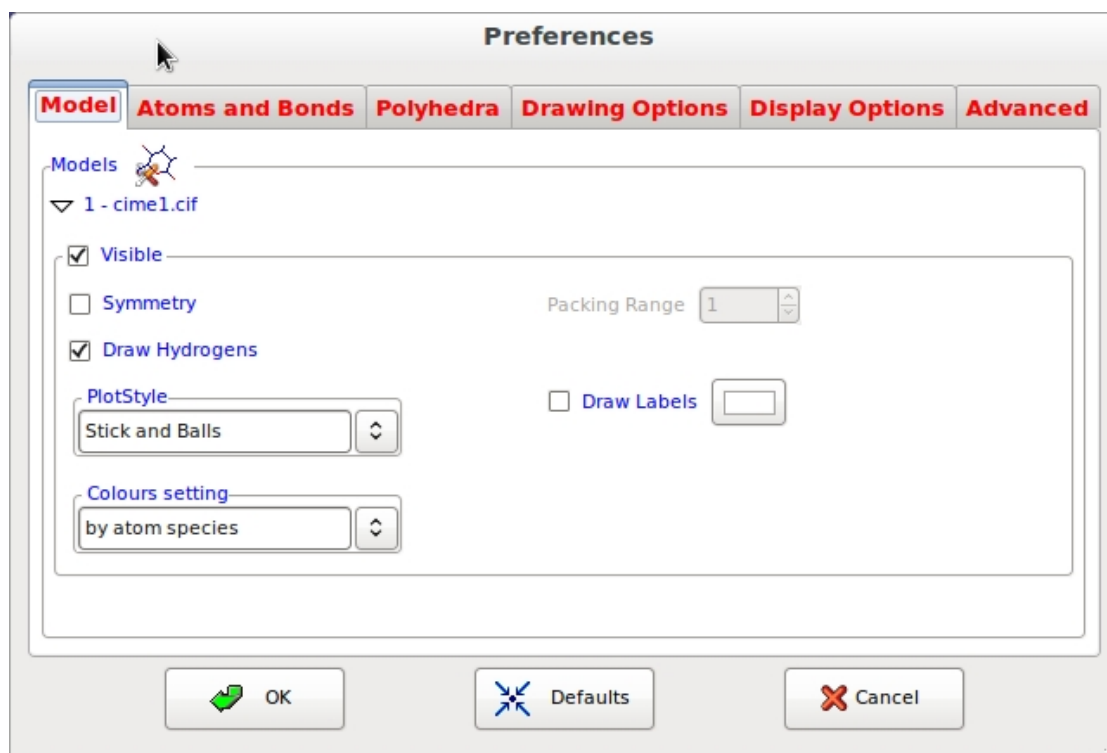 Preferences
Model Atoms and Bonds Polyhedra Drawing Options Display Options Advanced
Models
1 - cime1.cif
Visible
Symmetry Packing Range 1
Draw Hydrogens
PlotStyle
Draw Labels
Stick and Balls
Colours setting
by atom species
OK Defaults Cancel